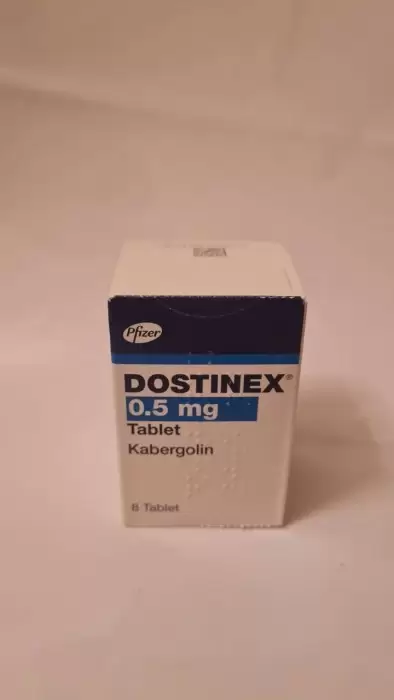 Pfizer
DOSTINEX®
0.5 mg
Tablet
Kabergolin
8 Tablet